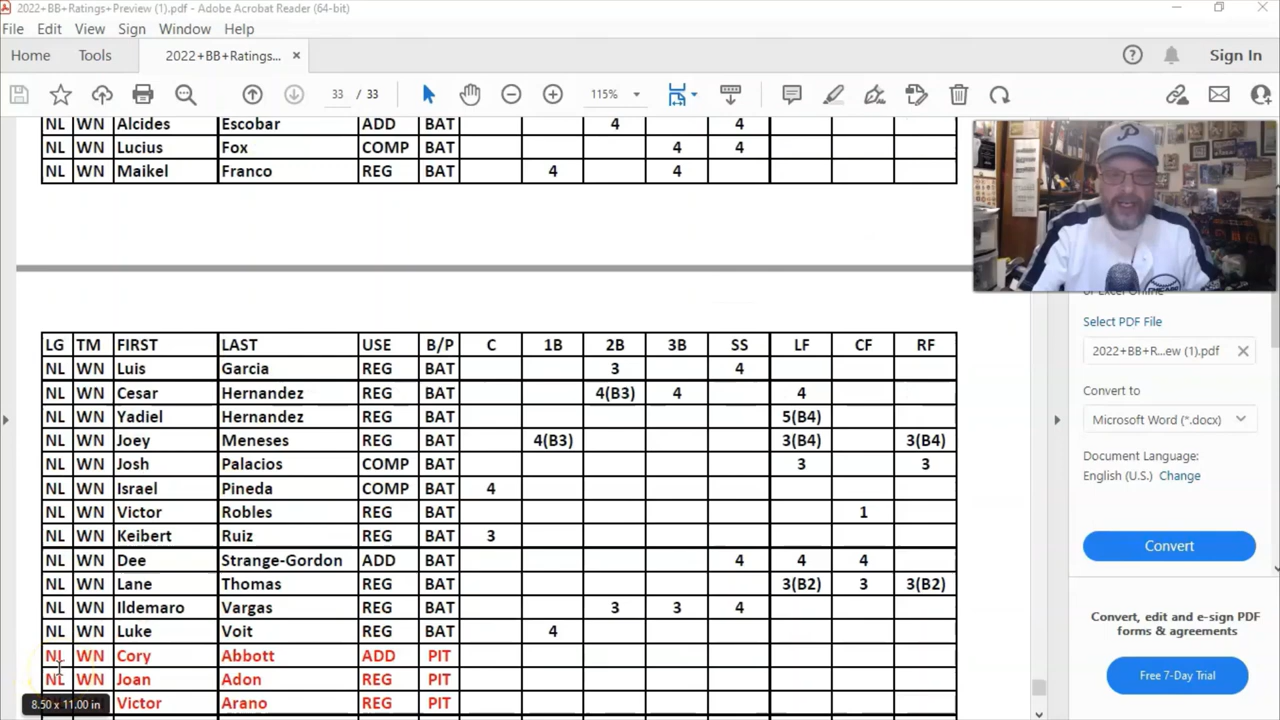 2022+BB+Ratings+Preview (1).pdf - Adobe Acrobat Reader (64-bit)
File Edit View Sign Window Help
Home Tools 2022+BB+Ratings... × Sign In
33 / 33 115%
NL WN Alcides Escobar ADD BAT 4 4
NL WN Lucius Fox COMP BAT 4 4
NL WN Maikel Franco REG BAT 4 4
LG TM FIRST LAST USE B/P C 1B 2B 3B SS LF CF RF
NL WN Luis Garcia REG BAT 3 4
NL WN Cesar Hernandez REG BAT 4(B3) 4 4
NL WN Yadiel Hernandez REG BAT 5(B4)
NL WN Joey Meneses REG BAT 4(B3) 3(B4) 3(B4)
NL WN Josh Palacios COMP BAT 3 3
NL WN Israel Pineda COMP BAT 4
NL WN Victor Robles REG BAT 1
NL WN Keibert Ruiz REG BAT 3
NL WN Dee Strange-Gordon ADD BAT 4 4 4
NL WN Lane Thomas REG BAT 3(B2) 3 3(B2)
NL WN Ildemaro Vargas REG BAT 3 3 4
NL WN Luke Voit REG BAT 4
NL WN Cory Abbott ADD PIT
NL WN Joan Adon REG PIT
Victor Arano REG PIT
8.50 x 11.00 in
P
or Excel Online
Select PDF File
2022+BB+R...ew (1).pdf
Convert to
Microsoft Word (*.docx)
Document Language:
English (U.S.) Change
Convert
Convert, edit and e-sign PDF
forms & agreements
Free 7-Day Trial